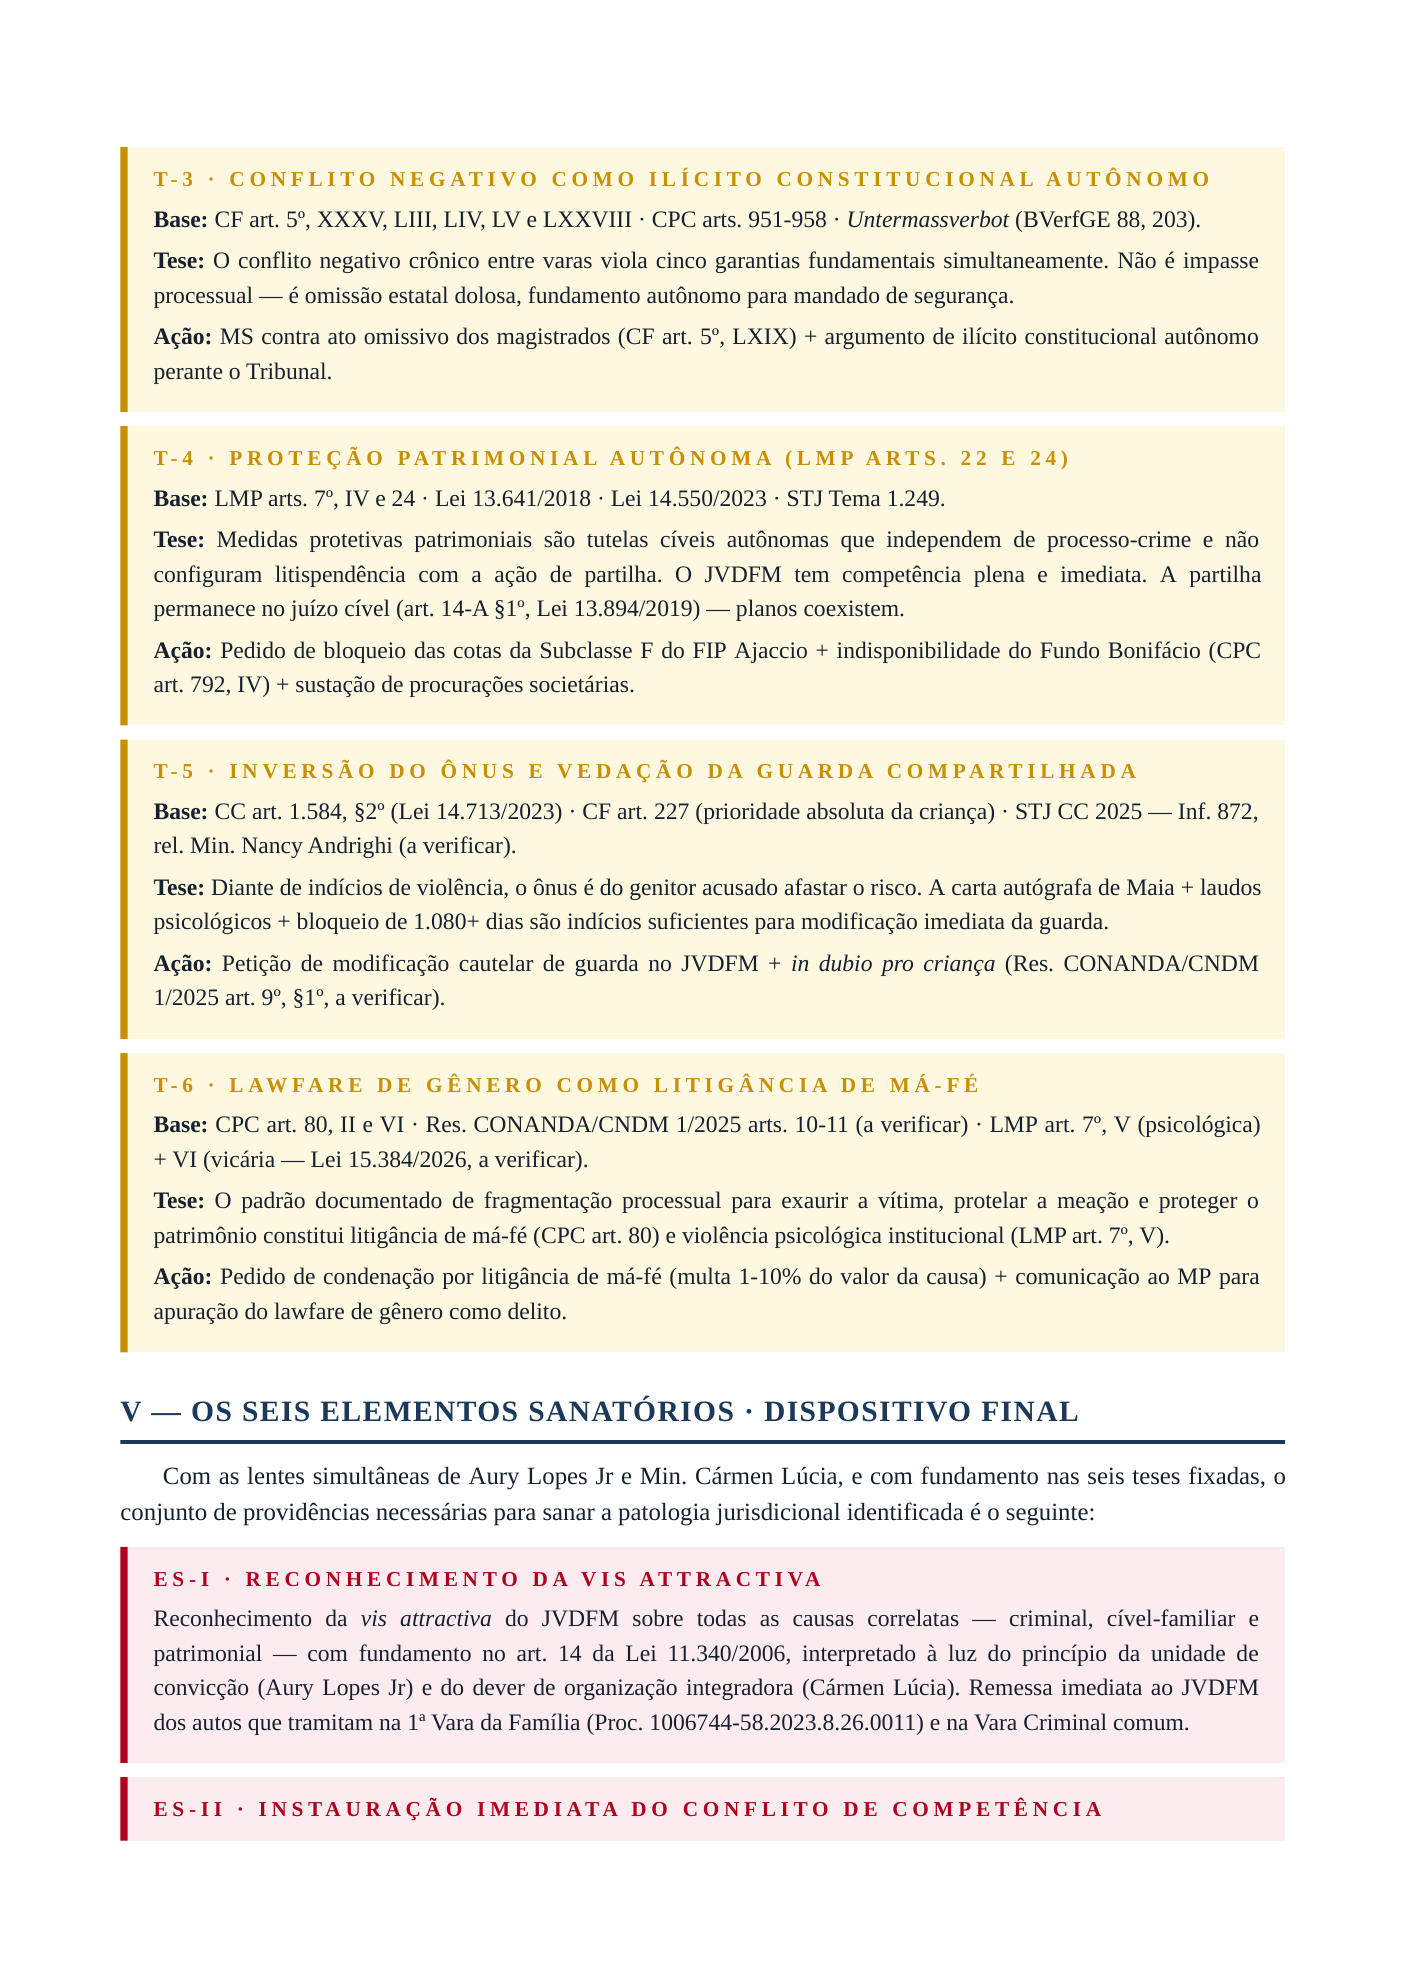 T-3 · CONFLITO NEGATIVO COMO ILÍCITO CONSTITUCIONAL AUTÔNOMO
Base: CF art. 5º, XXXV, LIII, LIV, LV e LXXVIII · CPC arts. 951-958 · Untermassverbot (BVerfGE 88, 203).
Tese: O conflito negativo crônico entre varas viola cinco garantias fundamentais simultaneamente. Não é impasse
processual — é omissão estatal dolosa, fundamento autônomo para mandado de segurança.
Ação: MS contra ato omissivo dos magistrados (CF art. 5º, LXIX) + argumento de ilícito constitucional autônomo
perante o Tribunal.
T-4 · PROTEÇÃO PATRIMONIAL AUTÔNOMA (LMP ARTS. 22 E 24)
Base: LMP arts. 7º, IV e 24 · Lei 13.641/2018 · Lei 14.550/2023 · STJ Tema 1.249.
Tese: Medidas protetivas patrimoniais são tutelas cíveis autônomas que independem de processo-crime e não
configuram litispendência com a ação de partilha. O JVDFM tem competência plena e imediata. A partilha
permanece no juízo cível (art. 14-A §1º, Lei 13.894/2019) — planos coexistem.
Ação: Pedido de bloqueio das cotas da Subclasse F do FIP Ajaccio + indisponibilidade do Fundo Bonifácio (CPC
art. 792, IV) + sustação de procurações societárias.
T-5 · INVERSÃO DO ÔNUS E VEDAÇÃO DA GUARDA COMPARTILHADA
Base: CC art. 1.584, §2º (Lei 14.713/2023) · CF art. 227 (prioridade absoluta da criança) · STJ CC 2025 — Inf. 872,
rel. Min. Nancy Andrighi (a verificar).
Tese: Diante de indícios de violência, o ônus é do genitor acusado afastar o risco. A carta autógrafa de Maia + laudos
psicológicos + bloqueio de 1.080+ dias são indícios suficientes para modificação imediata da guarda.
Ação: Petição de modificação cautelar de guarda no JVDFM + in dubio pro criança (Res. CONANDA/CNDM
1/2025 art. 9º, §1º, a verificar).
T-6 · LAWFARE DE GÊNERO COMO LITIGÂNCIA DE MÁ-FÉ
Base: CPC art. 80, II e VI · Res. CONANDA/CNDM 1/2025 arts. 10-11 (a verificar) · LMP art. 7º, V (psicológica)
+ VI (vicária — Lei 15.384/2026, a verificar).
Tese: O padrão documentado de fragmentação processual para exaurir a vítima, protelar a meação e proteger o
patrimônio constitui litigância de má-fé (CPC art. 80) e violência psicológica institucional (LMP art. 7º, V).
Ação: Pedido de condenação por litigância de má-fé (multa 1-10% do valor da causa) + comunicação ao MP para
apuração do lawfare de gênero como delito.
V — OS SEIS ELEMENTOS SANATÓRIOS · DISPOSITIVO FINAL
Com as lentes simultâneas de Aury Lopes Jr e Min. Cármen Lúcia, e com fundamento nas seis teses fixadas, o
conjunto de providências necessárias para sanar a patologia jurisdicional identificada é o seguinte:
ES-I · RECONHECIMENTO DA VIS ATTRACTIVA
Reconhecimento da vis attractiva do JVDFM sobre todas as causas correlatas — criminal, cível-familiar e
patrimonial — com fundamento no art. 14 da Lei 11.340/2006, interpretado à luz do princípio da unidade de
convicção (Aury Lopes Jr) e do dever de organização integradora (Cármen Lúcia). Remessa imediata ao JVDFM
dos autos que tramitam na 1ª Vara da Família (Proc. 1006744-58.2023.8.26.0011) e na Vara Criminal comum.
ES-II · INSTAURAÇÃO IMEDIATA DO CONFLITO DE COMPETÊNCIA